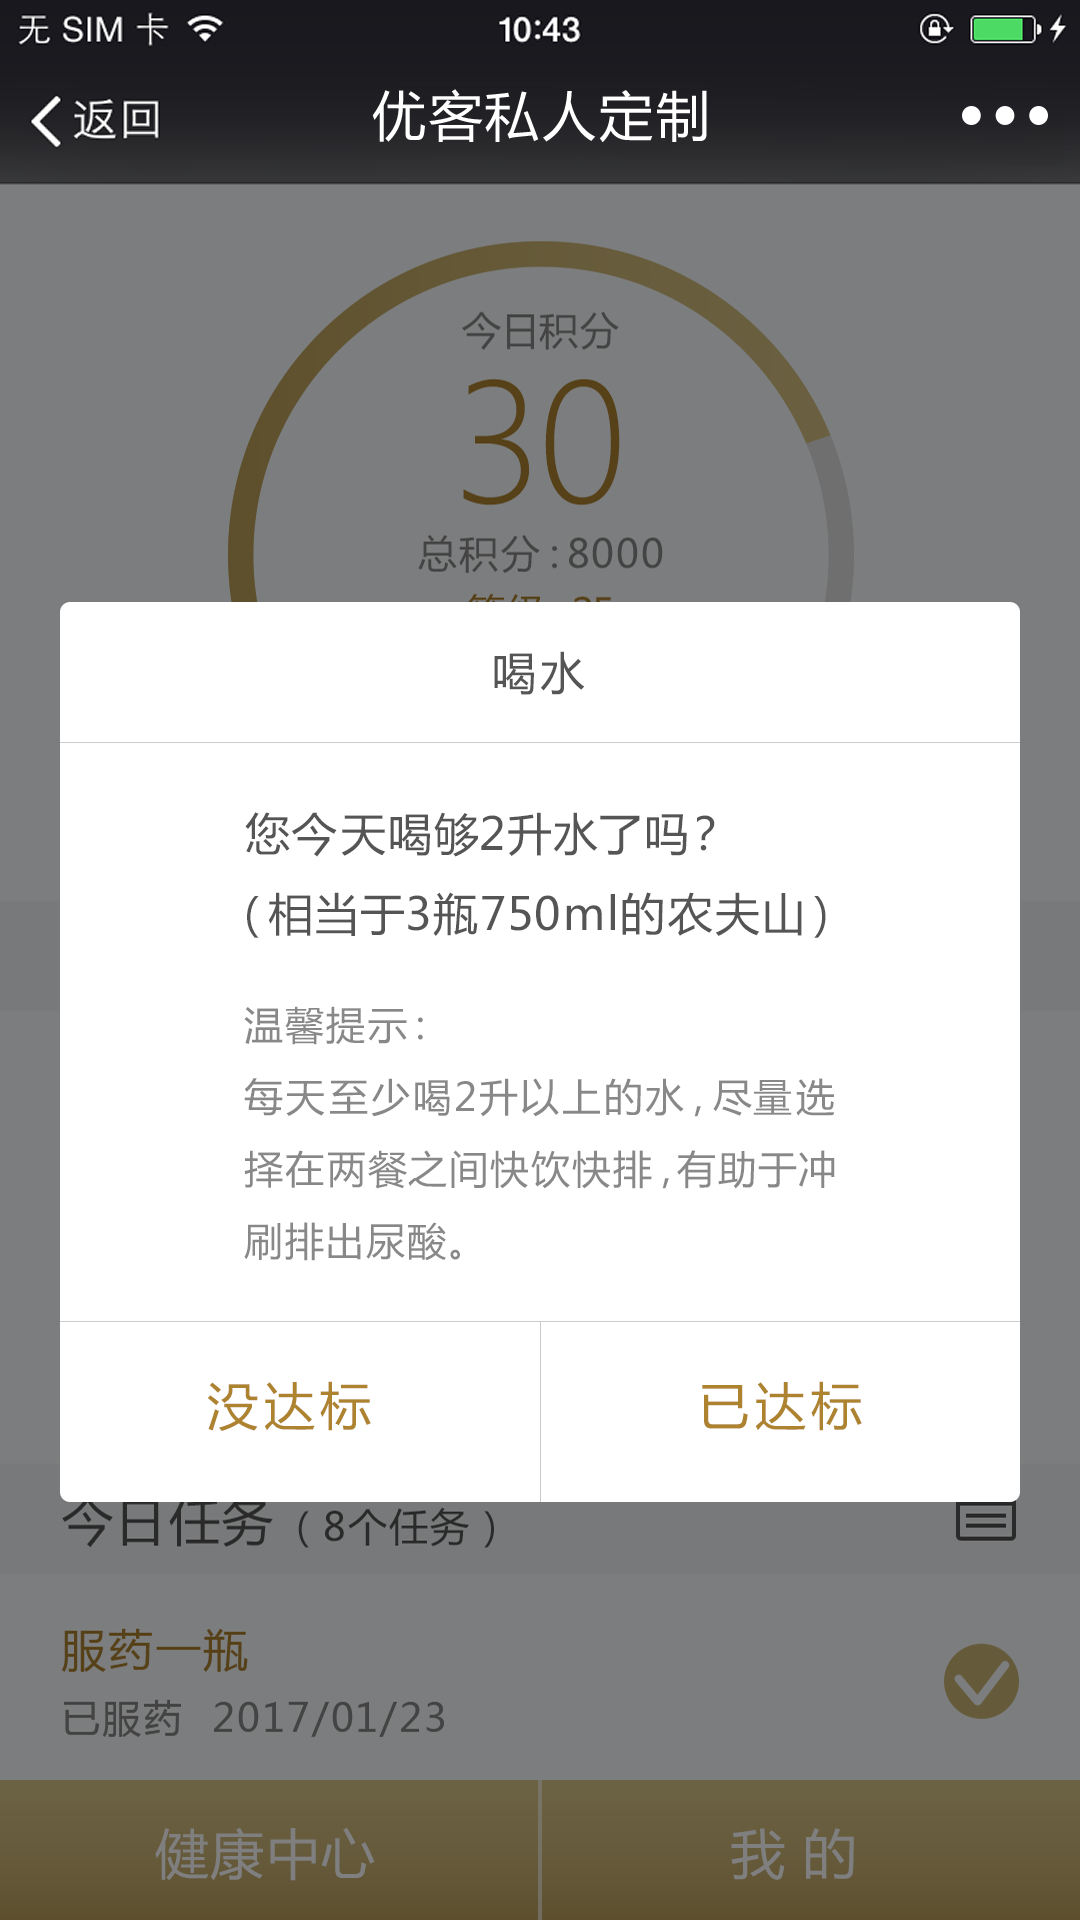 无 SIM 卡
10:43
返回
优客私人定制
今日积分
30
总积分:8000
喝水
您今天喝够2升水了吗?
(相当于3瓶750ml的农夫山)
温馨提示:
每天至少喝2升以上的水,尽量选
择在两餐之间快饮快排,有助于冲
刷排出尿酸。
没达标
已达标
今日任务(8个任务)
服药一瓶
已服药 2017/01/23
健康中心
我 的